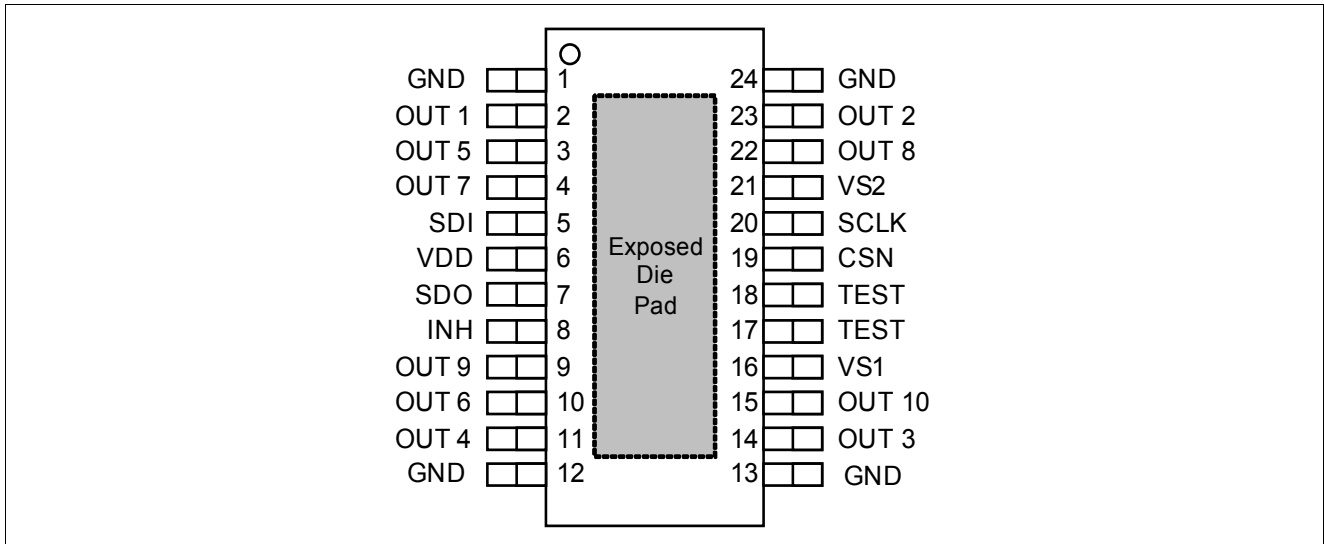 GND 1 24 GND
OUT 1 2 23 OUT 2
OUT 5 3 22 OUT 8
OUT 7 4 21 VS2
SDI 5 20 SCLK
VDD 6 19 CSN
SDO 7 18 TEST
INH 8 17 TEST
OUT 9 9 16 VS1
OUT 6 10 15 OUT 10
OUT 4 11 14 OUT 3
GND 12 13 GND
Exposed
Die
Pad